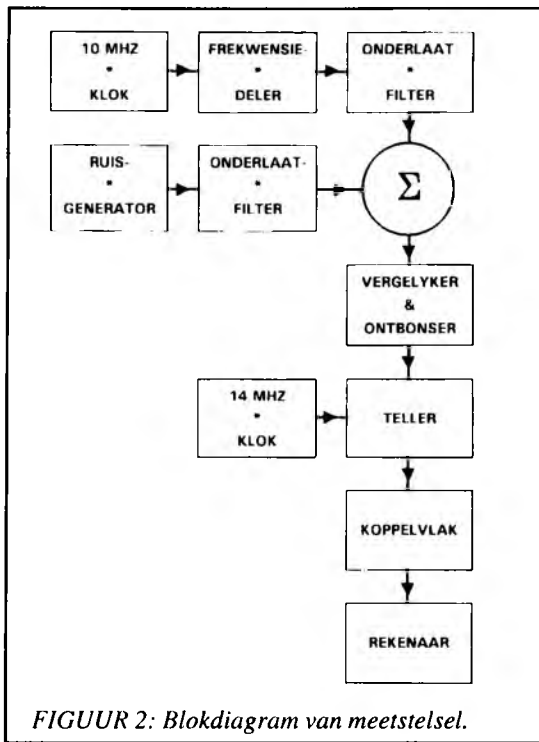 10 MHZ
*
KLOK
FREKWENSIE-
*
DELER
ONDERLAAT
*
FILTER
RUIS-
*
GENERATOR
ONDERLAAT-
*
FILTER
Σ
VERGELYKER
&
ONTBONSER
14 MHZ
*
KLOK
TELLER
KOPPELVLAK
REKENAAR
FIGUUR 2: Blokdiagram van meetstelsel.